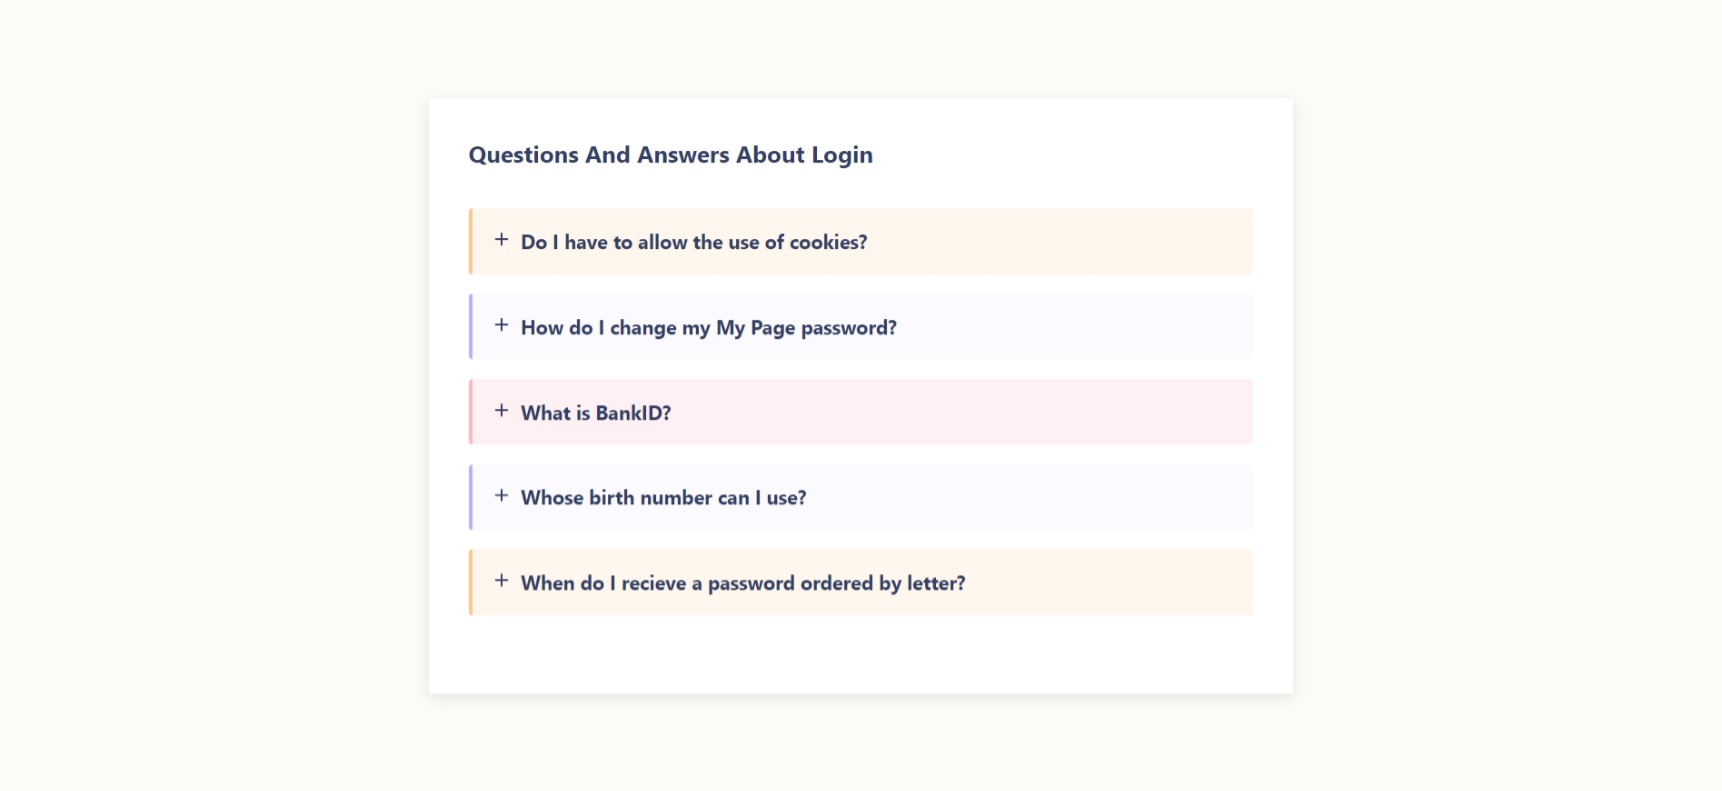 Questions And Answers About Login
+ Do I have to allow the use of cookies?
+ How do I change my My Page password?
+ What is BankID?
+ Whose birth number can I use?
+ When do I recieve a password ordered by letter?